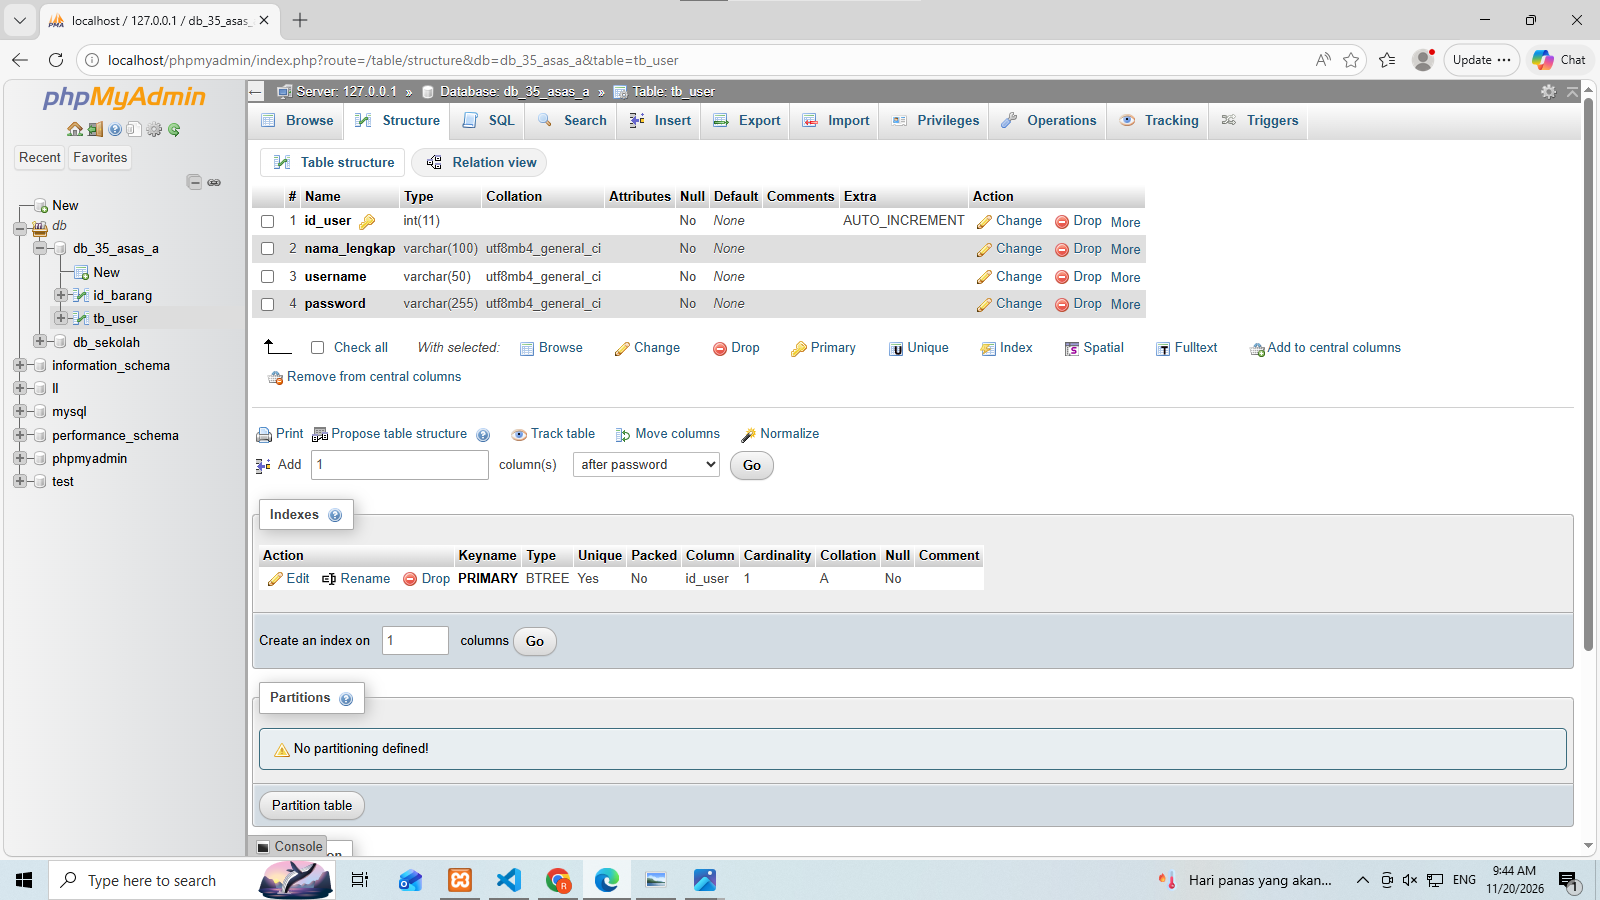 localhost / 127.0.0.1 / db_35_asas_
localhost/phpmyadmin/index.php?route=/table/structure&db=db_35_asas_a&table=tb_user
Update
Chat
phpMyAdmin
Recent
Favorites
New
db
db_35_asas_a
New
id_barang
tb_user
db_sekolah
information_schema
ll
mysql
performance_schema
phpmyadmin
test
Server: 127.0.0.1 » Database: db_35_asas_a » Table: tb_user
Browse Structure SQL Search Insert Export Import Privileges Operations Tracking Triggers
Table structure Relation view
# Name Type Collation Attributes Null Default Comments Extra Action
1 id_user int(11) No None AUTO_INCREMENT Change Drop More
2 nama_lengkap varchar(100) utf8mb4_general_ci No None Change Drop More
3 username varchar(50) utf8mb4_general_ci No None Change Drop More
4 password varchar(255) utf8mb4_general_ci No None Change Drop More
Check all With selected: Browse Change Drop Primary Unique Index Spatial Fulltext Add to central columns
Remove from central columns
Print Propose table structure Track table Move columns Normalize
Add 1 column(s) after password Go
Indexes
Action Keyname Type Unique Packed Column Cardinality Collation Null Comment
Edit Rename Drop PRIMARY BTREE Yes No id_user 1 A No
Create an index on 1 columns Go
Partitions
No partitioning defined!
Partition table
Console
Type here to search
Hari panas yang akan...
ENG
9:44 AM
11/20/2026
1